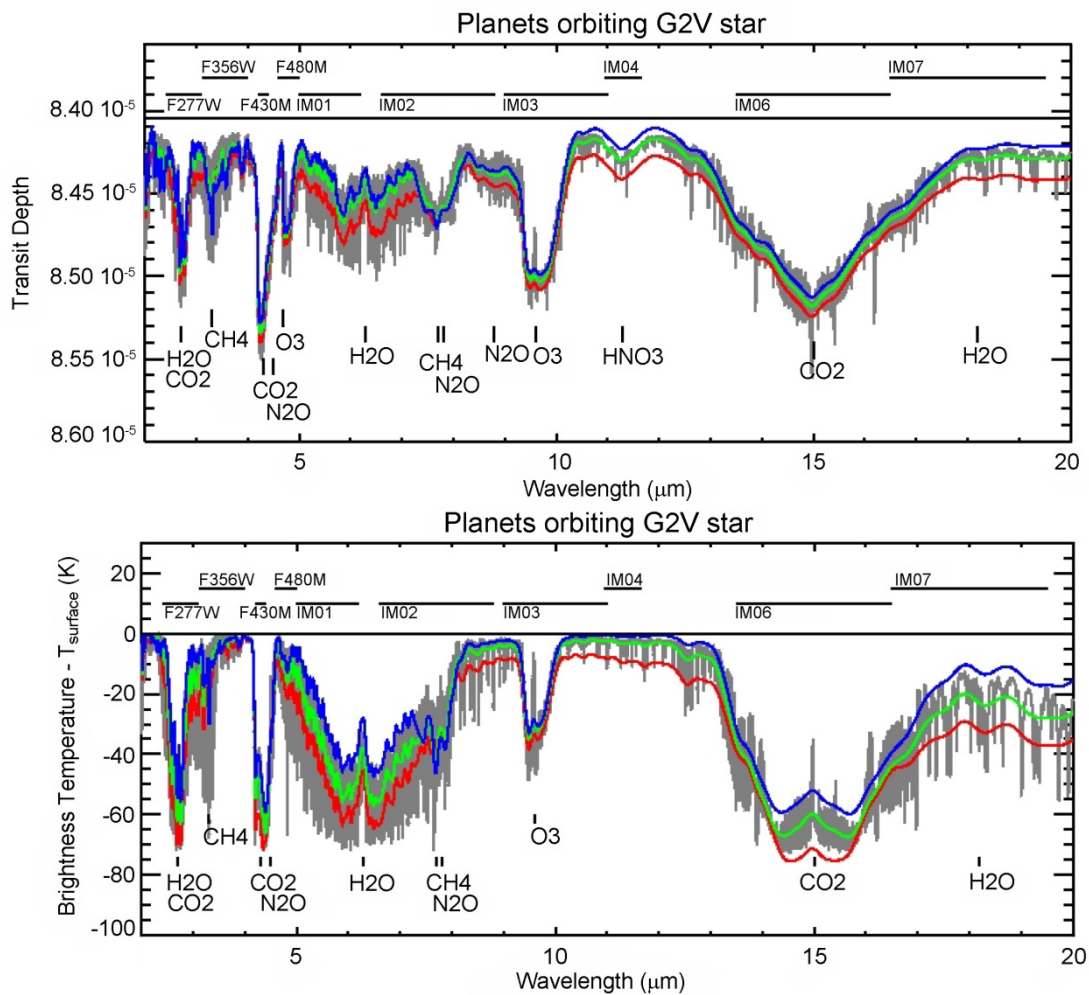 Planets orbiting G2V star
F356W F480M IM04 IM07
F277W F430M IM01 IM02 IM03 IM06
8.40 10⁻⁵
8.45 10⁻⁵
8.50 10⁻⁵
8.55 10⁻⁵
8.60 10⁻⁵
Transit Depth
CH4 O3
H2O H2O N2O O3 HNO3 CO2 H2O
CO2 CH4
CO2 N2O
N2O
5 10 15 20
Wavelength (μm)
Planets orbiting G2V star
F356W F480M IM04 IM07
F277W F430M IM01 IM02 IM03 IM06
20
0
-20
-40
-60
-80
-100
Brightness Temperature - Tsurface (K)
CH4 O3
H2O CO2 H2O CH4 CO2 H2O
CO2 N2O N2O
5 10 15 20
Wavelength (μm)